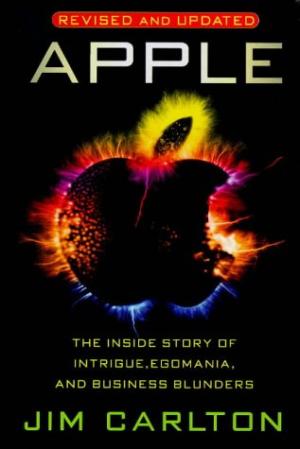 REVISED AND UPDATED
APPLE
THE INSIDE STORY OF
INTRIGUE,EGOMANIA,
AND BUSINESS BLUNDERS
JIM CARLTON